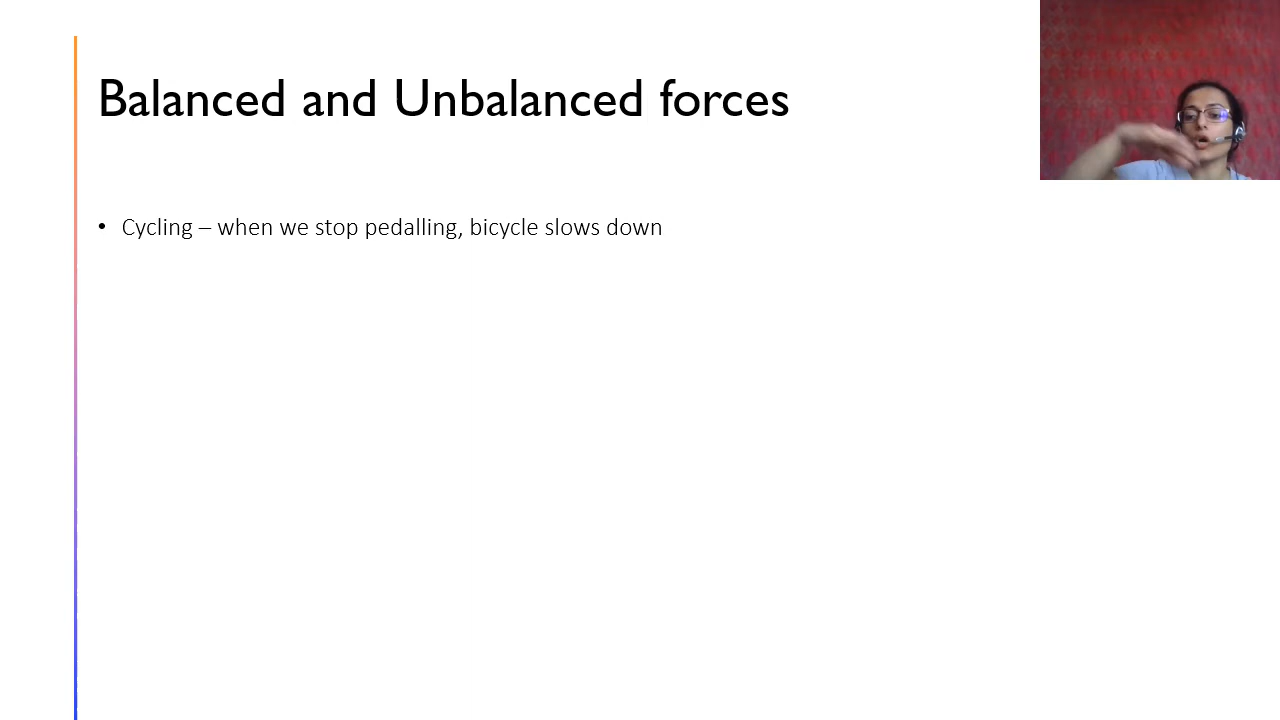 Balanced and Unbalanced forces
• Cycling – when we stop pedalling, bicycle slows down